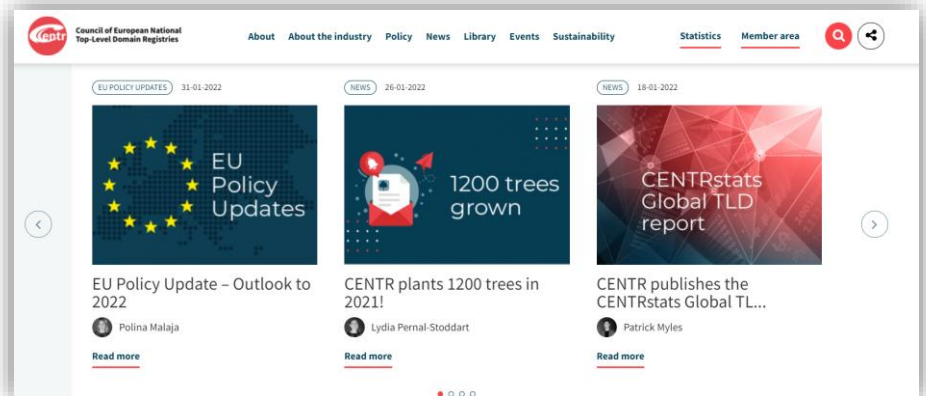 Centr
Council of European National
Top-Level Domain Registries
About About the industry Policy News Library Events Sustainability
Statistics Member area
EU POLICY UPDATES 31-01-2022
NEWS 26-01-2022
NEWS 18-01-2022
EU
Policy
Updates
1200 trees
grown
CENTRstats
Global TLD
report
EU Policy Update – Outlook to
2022
Polina Malaja
Read more
CENTR plants 1200 trees in
2021!
Lydia Pernal-Stoddart
Read more
CENTR publishes the
CENTRstats Global TL...
Patrick Myles
Read more